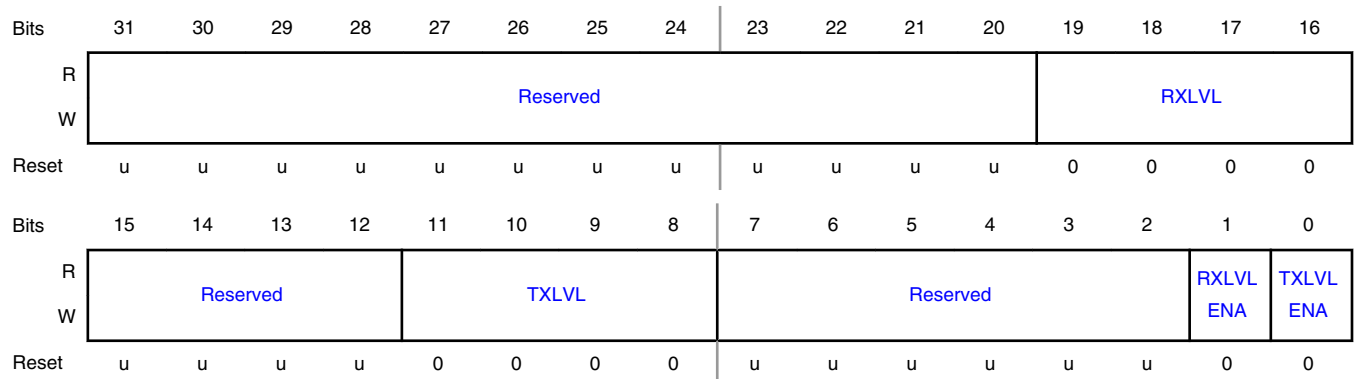 Bits 31 30 29 28 27 26 25 24 23 22 21 20 19 18 17 16
R
Reserved RXLVL
W
Reset u u u u u u u u u u u u 0 0 0 0
Bits 15 14 13 12 11 10 9 8 7 6 5 4 3 2 1 0
R
Reserved TXLVL Reserved RXLVL ENA TXLVL ENA
W
Reset u u u u 0 0 0 0 u u u u u u 0 0